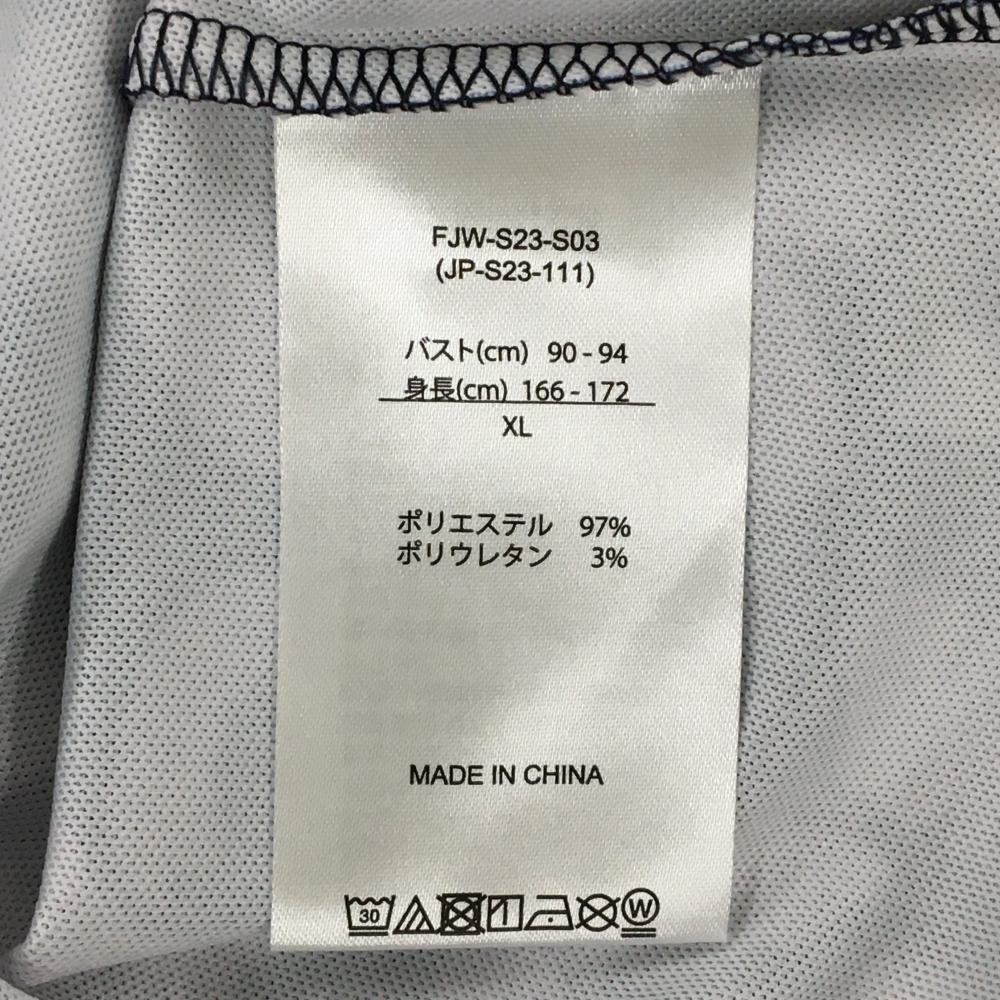 FJW-S23-S03
(JP-S23-111)
バスト(cm) 90-94
身長(cm) 166-172
XL
ポリエステル 97%
ポリウレタン 3%
MADE IN CHINA
30 W